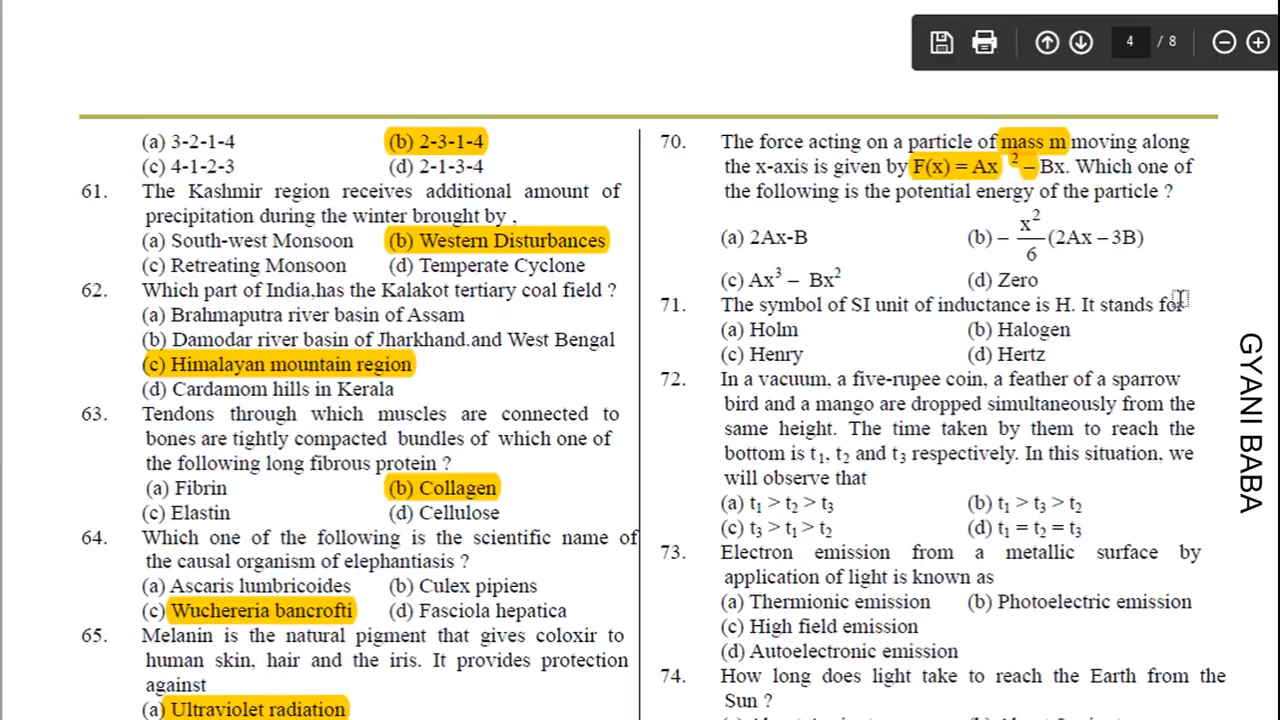 4 / 8
(a) 3-2-1-4 (b) 2-3-1-4
(c) 4-1-2-3 (d) 2-1-3-4
61. The Kashmir region receives additional amount of
precipitation during the winter brought by ,
(a) South-west Monsoon (b) Western Disturbances
(c) Retreating Monsoon (d) Temperate Cyclone
62. Which part of India,has the Kalakot tertiary coal field ?
(a) Brahmaputra river basin of Assam
(b) Damodar river basin of Jharkhand.and West Bengal
(c) Himalayan mountain region
(d) Cardamom hills in Kerala
63. Tendons through which muscles are connected to
bones are tightly compacted bundles of which one of
the following long fibrous protein ?
(a) Fibrin (b) Collagen
(c) Elastin (d) Cellulose
64. Which one of the following is the scientific name of
the causal organism of elephantiasis ?
(a) Ascaris lumbricoides (b) Culex pipiens
(c) Wuchereria bancrofti (d) Fasciola hepatica
65. Melanin is the natural pigment that gives coloxir to
human skin, hair and the iris. It provides protection
against
(a) Ultraviolet radiation
70. The force acting on a particle of mass m moving along
the x-axis is given by F(x) = Ax² – Bx. Which one of
the following is the potential energy of the particle ?
(a) 2Ax-B (b) – x²/6 (2Ax – 3B)
(c) Ax³ – Bx² (d) Zero
71. The symbol of SI unit of inductance is H. It stands for
(a) Holm (b) Halogen
(c) Henry (d) Hertz
72. In a vacuum, a five-rupee coin, a feather of a sparrow
bird and a mango are dropped simultaneously from the
same height. The time taken by them to reach the
bottom is t₁, t₂ and t₃ respectively. In this situation, we
will observe that
(a) t₁ > t₂ > t₃ (b) t₁ > t₃ > t₂
(c) t₃ > t₁ > t₂ (d) t₁ = t₂ = t₃
73. Electron emission from a metallic surface by
application of light is known as
(a) Thermionic emission (b) Photoelectric emission
(c) High field emission
(d) Autoelectronic emission
74. How long does light take to reach the Earth from the
Sun ?
GYANI BABA